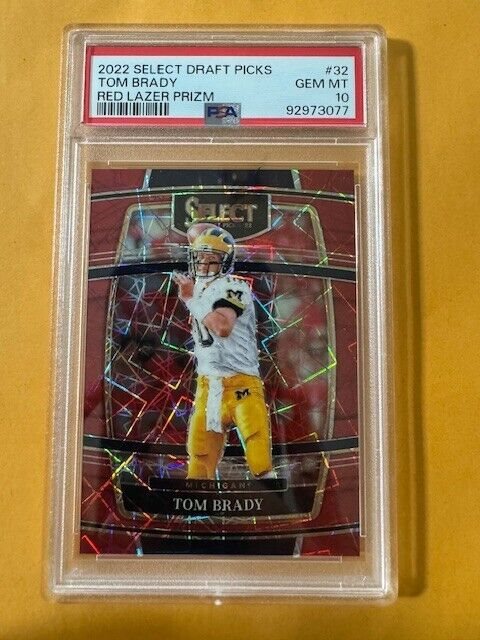 2022 SELECT DRAFT PICKS #32
TOM BRADY GEM MT
RED LAZER PRIZM 10
PSA 92973077
SELECT
M
M
MICHIGAN
TOM BRADY